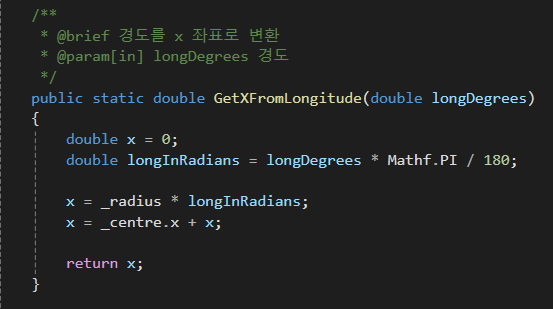 /**
 * @brief 경도를 x 좌표로 변환
 * @param[in] longDegrees 경도
 */
public static double GetXFromLongitude(double longDegrees)
{
    double x = 0;
    double longInRadians = longDegrees * Mathf.PI / 180;

    x = _radius * longInRadians;
    x = _centre.x + x;

    return x;
}